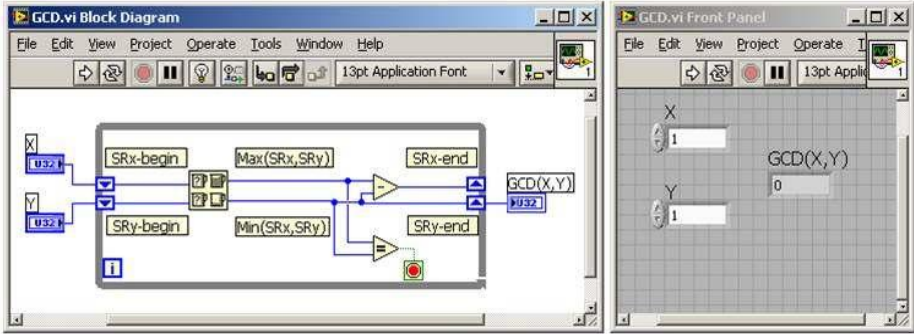 GCD.vi Block Diagram
File Edit View Project Operate Tools Window Help
13pt Application Font
1
X
U32
Y
U32
SRx-begin
Max(SRx,SRy)
SRx-end
SRy-begin
Min(SRx,SRy)
SRy-end
GCD(X,Y)
U32
-
=
i
GCD.vi Front Panel
File Edit View Project Operate
13pt Applic
1
X
1
Y
1
GCD(X,Y)
0